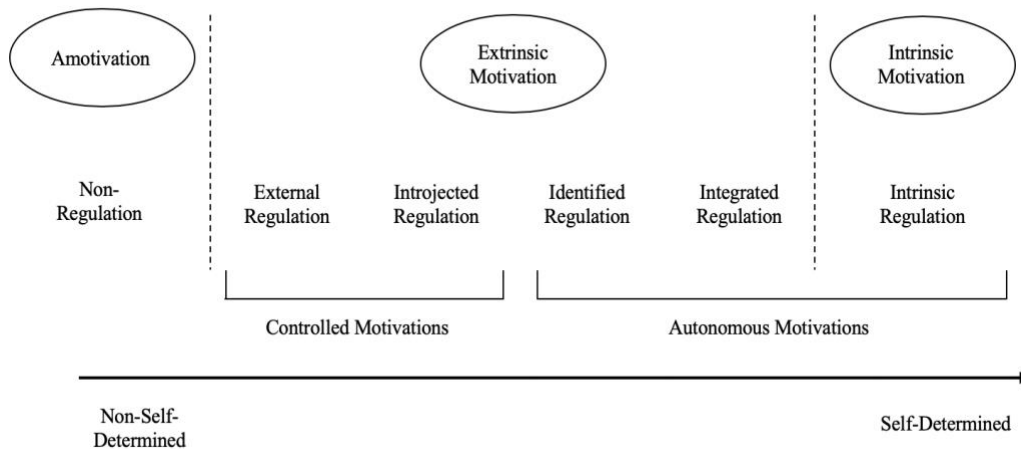 Amotivation
Extrinsic
Motivation
Intrinsic
Motivation
Non-
Regulation
External
Regulation
Introjected
Regulation
Identified
Regulation
Integrated
Regulation
Intrinsic
Regulation
Controlled Motivations
Autonomous Motivations
Non-Self-
Determined
Self-Determined